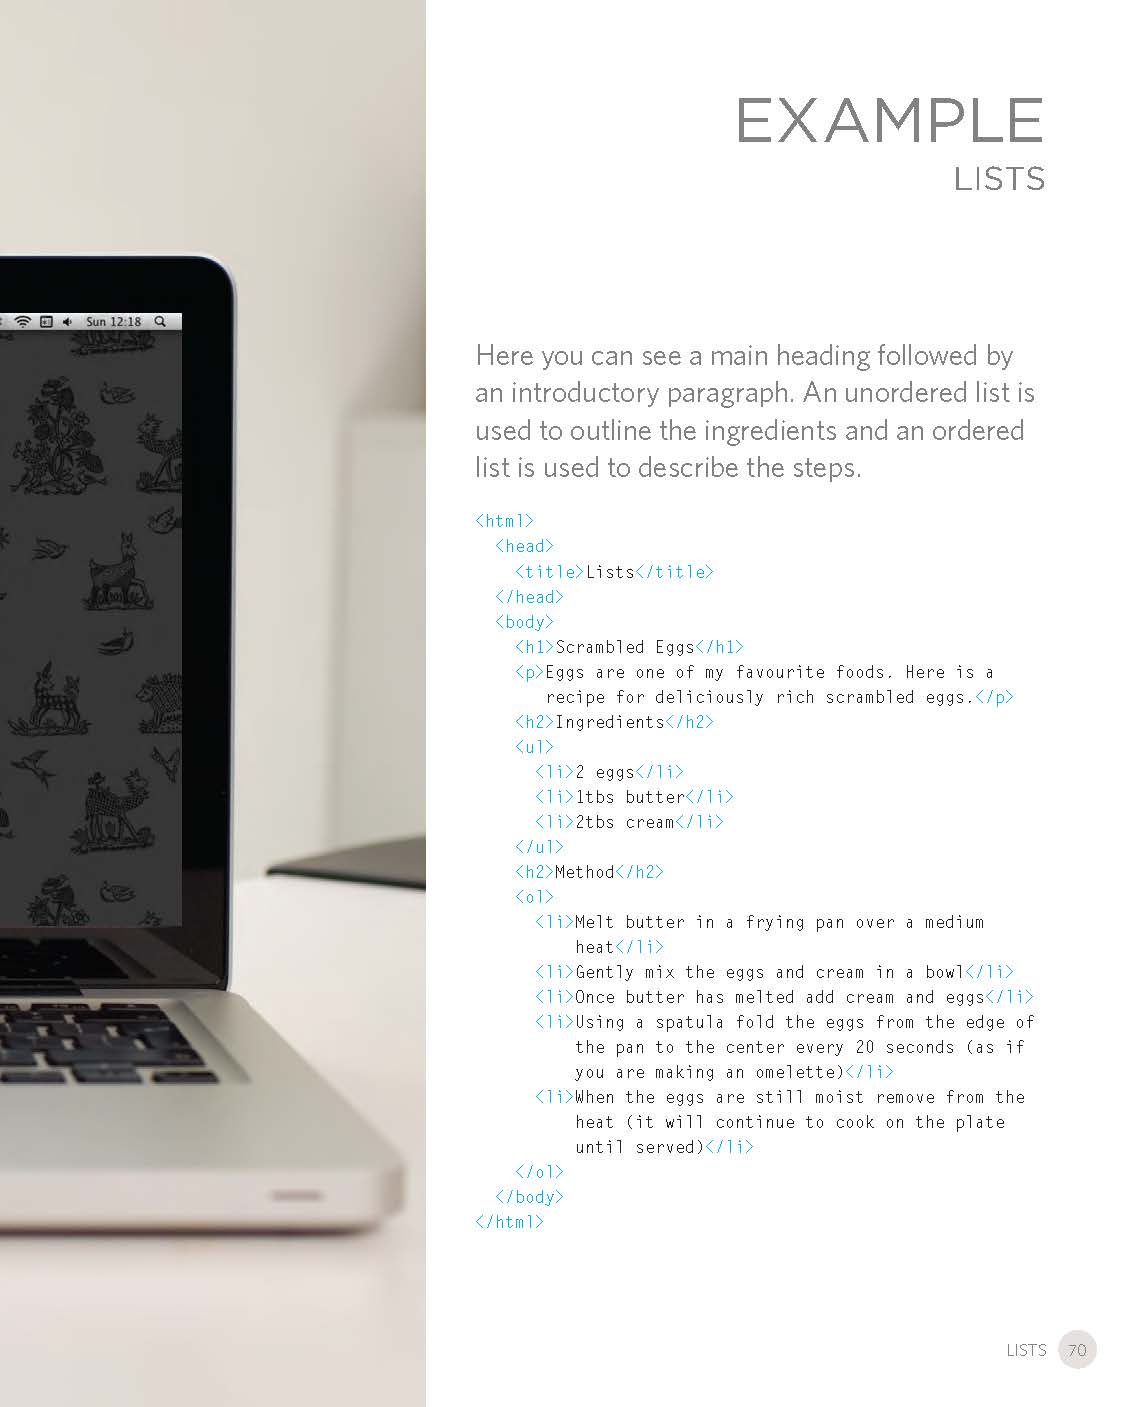 Sun 12:18
EXAMPLE
LISTS
Here you can see a main heading followed by
an introductory paragraph. An unordered list is
used to outline the ingredients and an ordered
list is used to describe the steps.
<html>
<head>
<title>Lists</title>
</head>
<body>
<h1>Scrambled Eggs</h1>
<p>Eggs are one of my favourite foods. Here is a
recipe for deliciously rich scrambled eggs.</p>
<h2>Ingredients</h2>
<ul>
<li>2 eggs</li>
<li>1tbs butter</li>
<li>2tbs cream</li>
</ul>
<h2>Method</h2>
<ol>
<li>Melt butter in a frying pan over a medium
heat</li>
<li>Gently mix the eggs and cream in a bowl</li>
<li>Once butter has melted add cream and eggs</li>
<li>Using a spatula fold the eggs from the edge of
the pan to the center every 20 seconds (as if
you are making an omelette)</li>
<li>When the eggs are still moist remove from the
heat (it will continue to cook on the plate
until served)</li>
</ol>
</body>
</html>
LISTS 70